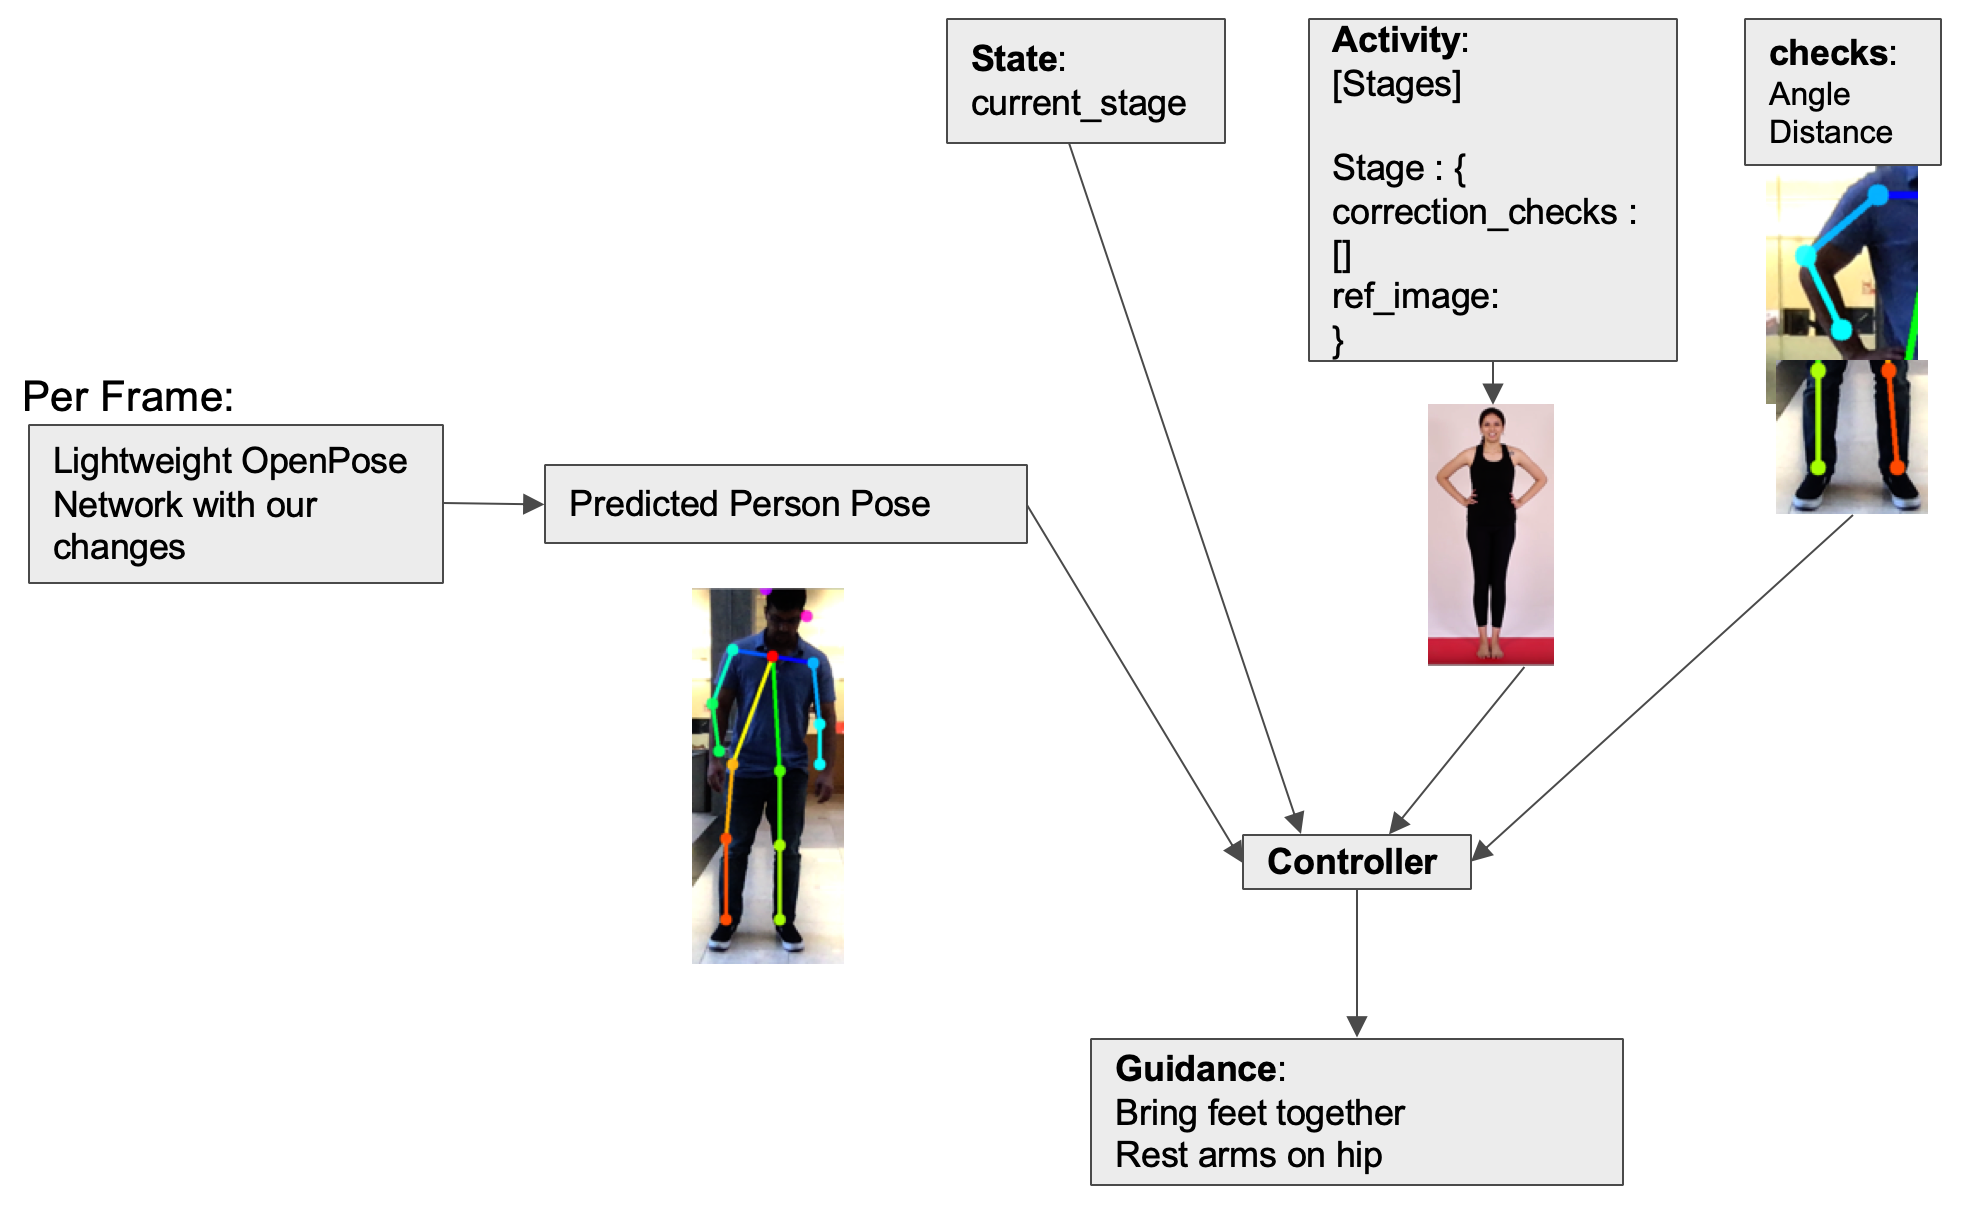 State:
current_stage
Activity:
[Stages]
Stage : {
correction_checks :
[]
ref_image:
}
checks:
Angle
Distance
Per Frame:
Lightweight OpenPose
Network with our
changes
Predicted Person Pose
Controller
Guidance:
Bring feet together
Rest arms on hip